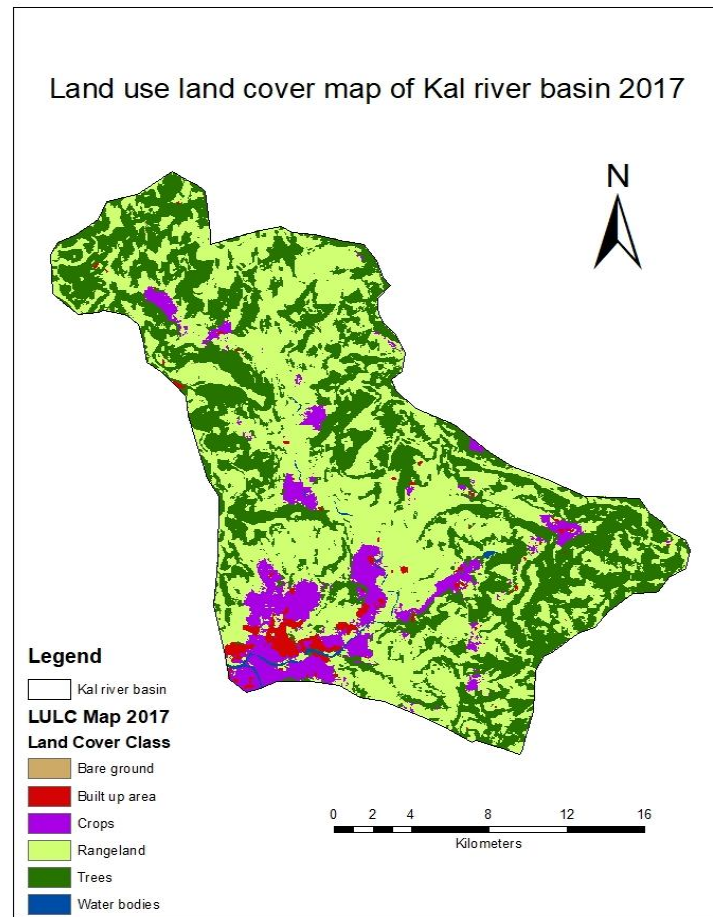 Land use land cover map of Kal river basin 2017
N
Legend
Kal river basin
LULC Map 2017
Land Cover Class
Bare ground
Built up area
Crops
Rangeland
Trees
Water bodies
0 2 4 8 12 16
Kilometers